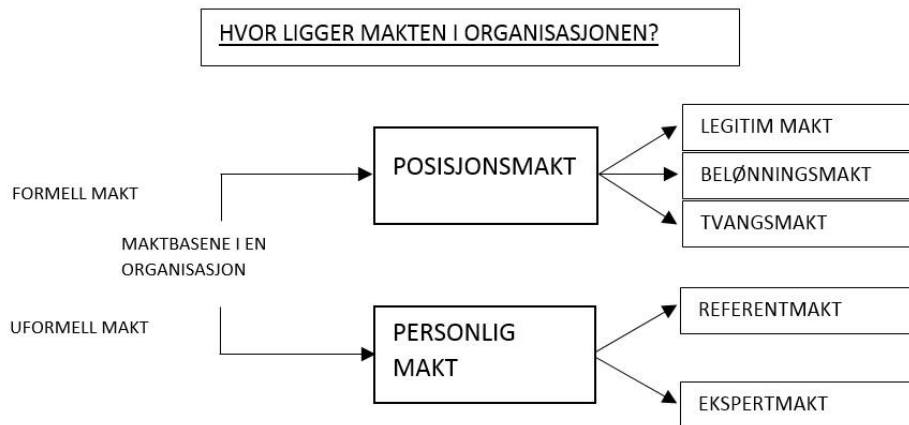 HVOR LIGGER MAKTEN I ORGANISASJONEN?
FORMELL MAKT
MAKTBASENE I EN
ORGANISASJON
UFORMELL MAKT
POSISJONSMAKT
LEGITIM MAKT
BELØNNINGSMAKT
TVANGSMAKT
PERSONLIG
MAKT
REFERENTMAKT
EKSPERTMAKT